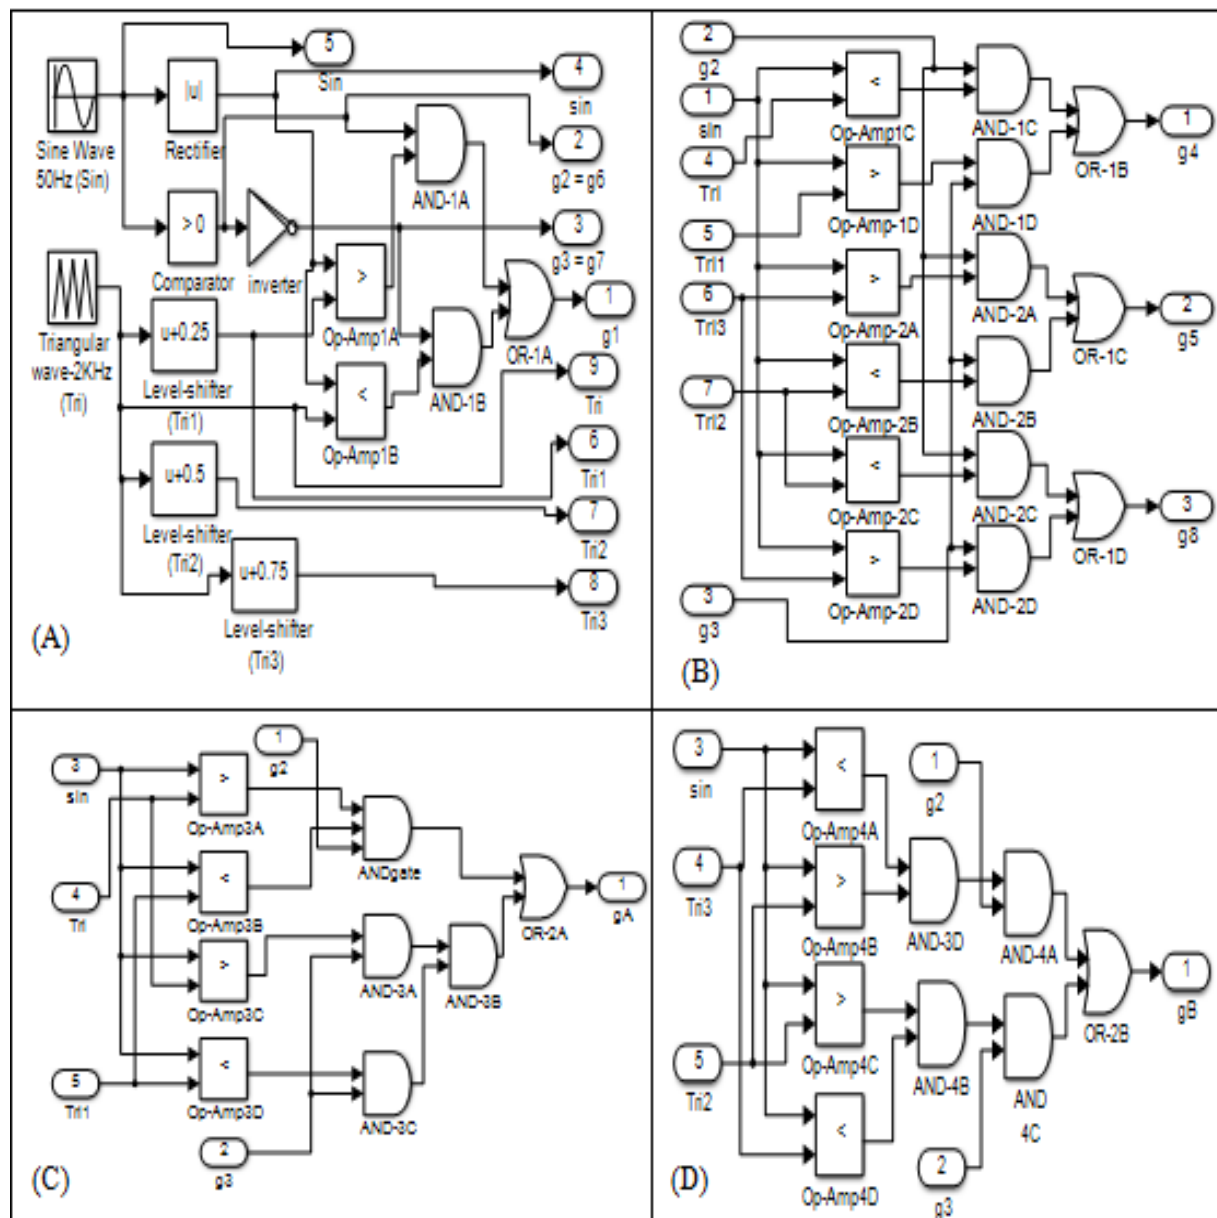 5
Sin
4
sin
|u|
Sine Wave
50Hz (Sin)
Rectifier
2
g2 = g6
AND-1A
> 0
3
g3 = g7
Comparator
inverter
>
1
g1
Op-Amp1A
OR-1A
Triangular
wave-2KHz
(Tri)
u+0.25
Level-shifter
(Tri1)
<
AND-1B
9
Tri
Op-Amp1B
6
Tri1
u+0.5
Level-shifter
(Tri2)
7
Tri2
u+0.75
8
Tri3
Level-shifter
(Tri3)
(A)
2
g2
1
sin
<
Op-Amp1C
AND-1C
OR-1B
1
g4
4
Tri
>
Op-Amp-1D
AND-1D
5
Tri1
6
Tri3
>
Op-Amp-2A
AND-2A
OR-1C
2
g5
7
Tri2
<
Op-Amp-2B
AND-2B
<
Op-Amp-2C
AND-2C
OR-1D
3
g8
>
Op-Amp-2D
AND-2D
3
g3
(B)
1
g2
3
sin
>
Op-Amp3A
ANDgate
4
Tri
<
Op-Amp3B
OR-2A
1
gA
>
Op-Amp3C
AND-3A
AND-3B
5
Tri1
<
Op-Amp3D
AND-3C
2
g3
(C)
3
sin
<
Op-Amp4A
1
g2
4
Tri3
>
Op-Amp4B
AND-3D
AND-4A
>
Op-Amp4C
OR-2B
1
gB
5
Tri2
AND-4B
AND
4C
<
Op-Amp4D
2
g3
(D)